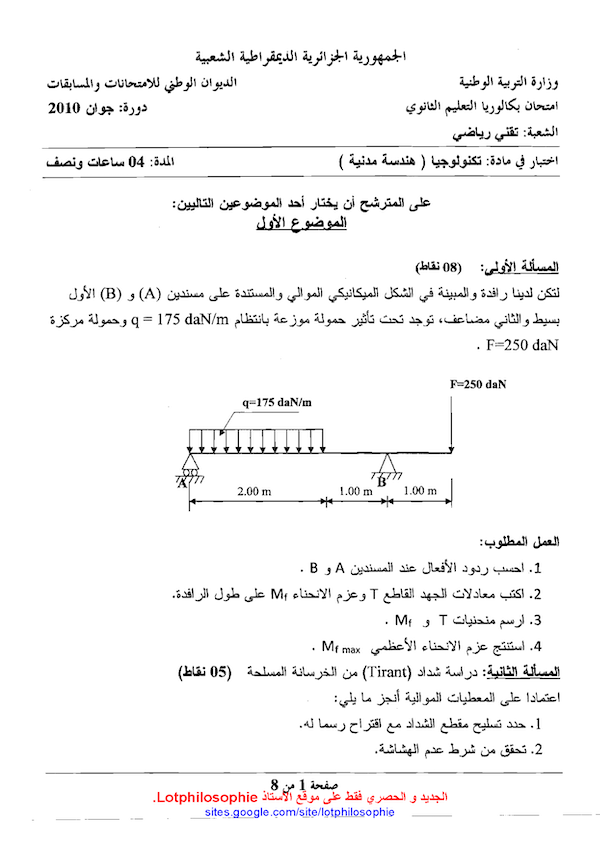 الجمهورية الجزائرية الديمقراطية الشعبية
وزارة التربية الوطنية الديوان الوطني للامتحانات والمسابقات
امتحان بكالوريا التعليم الثانوي دورة: جوان 2010
الشعبة: تقني رياضي
اختبار في مادة: تكنولوجيا ( هندسة مدنية ) المدة: 04 ساعات ونصف
على المترشح أن يختار أحد الموضوعين التاليين:
الموضوع الأول
المسألة الأولى: (08 نقاط)
لتكن لدينا رافدة والمبينة في الشكل الميكانيكي الموالي والمستندة على مسندين (A) و (B) الأول
بسيط والثاني مضاعف، توجد تحت تأثير حمولة موزعة بانتظام q = 175 daN/m وحمولة مركزة
F=250 daN .
F=250 daN
q=175 daN/m
A B
2.00 m 1.00 m 1.00 m
العمل المطلوب:
1. احسب ردود الأفعال عند المسندين A و B .
2. اكتب معادلات الجهد القاطع T وعزم الانحناء Mf على طول الرافدة.
3. ارسم منحنيات T و Mf .
4. استنتج عزم الانحناء الأعظمي Mf max .
المسألة الثانية: دراسة شداد (Tirant) من الخرسانة المسلحة (05 نقاط)
اعتمادا على المعطيات الموالية أنجز ما يلي:
1. حدد تسليح مقطع الشداد مع اقتراح رسما له.
2. تحقق من شرط عدم الهشاشة.
صفحة 1 من 8
الجديد و الحصري فقط على موقع الأستاذ Lotphilosophie.
sites.google.com/site/lotphilosophie